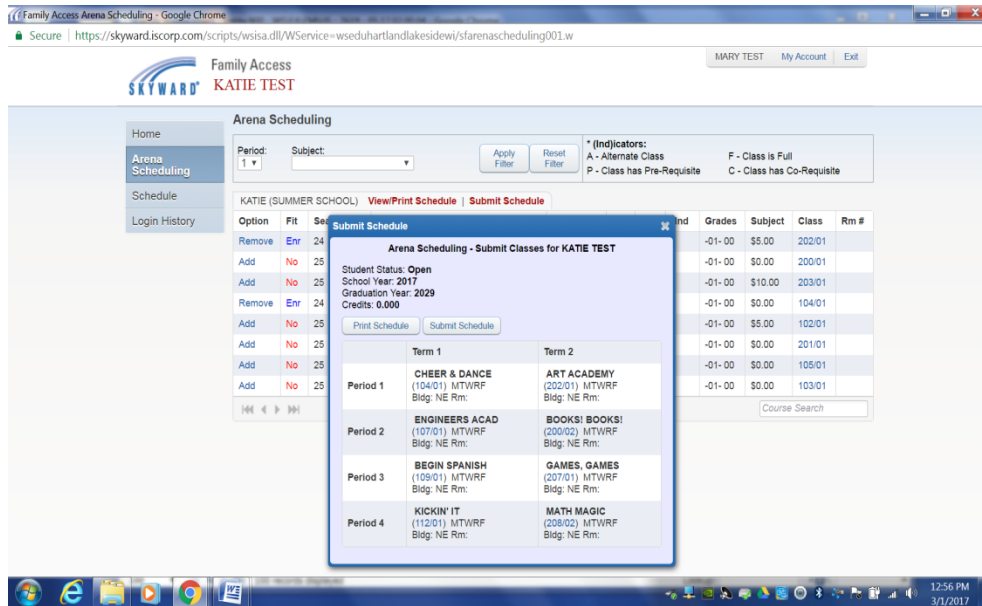 Family Access Arena Scheduling - Google Chrome
Secure | https://skyward.iscorp.com/scripts/wsisa.dll/WService=wseduhartlandlakesidewi/sfarenascheduling001.w
SKYWARD® Family Access
KATIE TEST
MARY TEST My Account Exit
Home
Arena Scheduling
Schedule
Login History
Arena Scheduling
Period: Subject:
1
Apply Filter Reset Filter
* (Ind)icators:
A - Alternate Class F - Class is Full
P - Class has Pre-Requisite C - Class has Co-Requisite
KATIE (SUMMER SCHOOL) View/Print Schedule | Submit Schedule
Option Fit Sea Ind Grades Subject Class Rm #
Remove Enr 24 -01- 00 $5.00 202/01
Add No 25 -01- 00 $0.00 200/01
Add No 25 -01- 00 $10.00 203/01
Remove Enr 24 -01- 00 $0.00 104/01
Add No 25 -01- 00 $5.00 102/01
Add No 25 -01- 00 $0.00 201/01
Add No 25 -01- 00 $0.00 105/01
Add No 25 -01- 00 $0.00 103/01
Course Search
Submit Schedule
Arena Scheduling - Submit Classes for KATIE TEST
Student Status: Open
School Year: 2017
Graduation Year: 2029
Credits: 0.000
Print Schedule Submit Schedule
Term 1 Term 2
Period 1
CHEER & DANCE
(104/01) MTWRF
Bldg: NE Rm:
ART ACADEMY
(202/01) MTWRF
Bldg: NE Rm:
Period 2
ENGINEERS ACAD
(107/01) MTWRF
Bldg: NE Rm:
BOOKS! BOOKS!
(200/02) MTWRF
Bldg: NE Rm:
Period 3
BEGIN SPANISH
(109/01) MTWRF
Bldg: NE Rm:
GAMES, GAMES
(207/01) MTWRF
Bldg: NE Rm:
Period 4
KICKIN' IT
(112/01) MTWRF
Bldg: NE Rm:
MATH MAGIC
(208/02) MTWRF
Bldg: NE Rm:
12:56 PM
3/1/2017